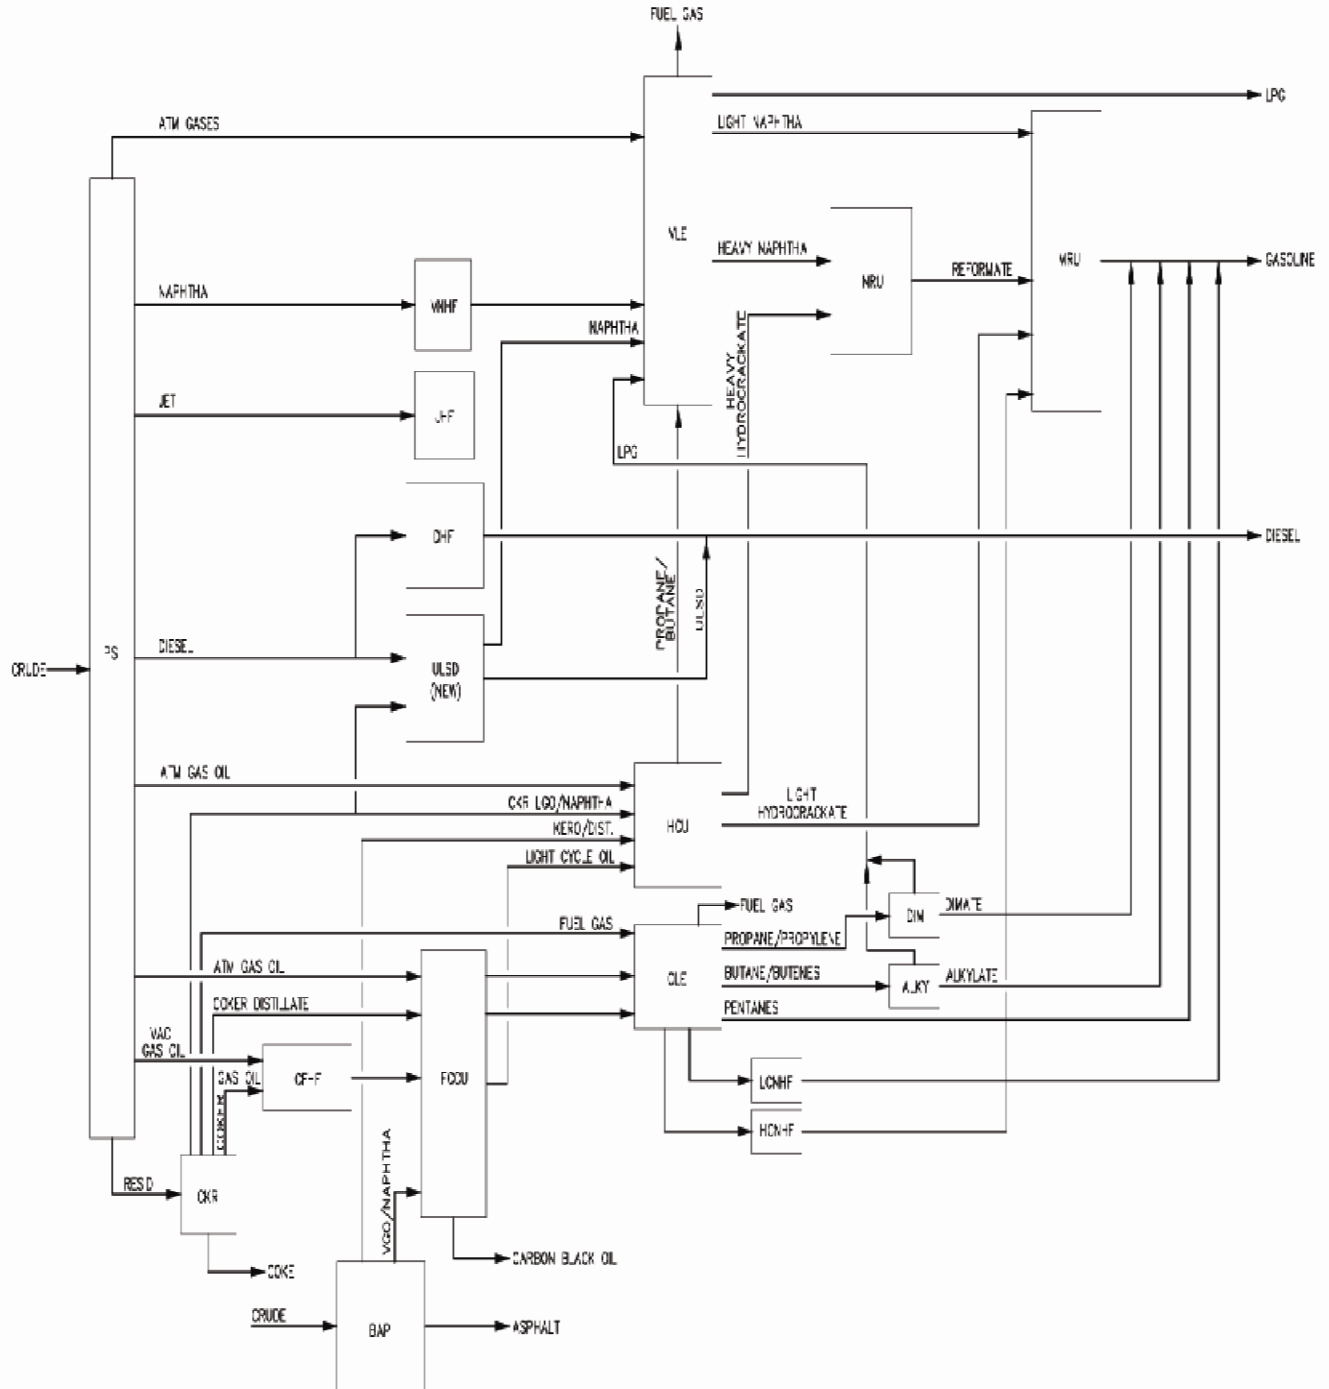 FUEL GAS
LPG
ATM GASES
LIGHT NAPHTHA
VLE
HEAVY NAPHTHA
NRU
REFORMATE
MRU
GASOLINE
NAPHTHA
VNHF
NAPHTHA
HEAVY
HYDROCRACKATE
JET
JHF
LPG
DHF
DIESEL
PROPANE/
BUTANE
ULSD
DIESEL
PS
CRUDE
ULSD
(NEW)
ATM GAS OIL
CKR LGO/NAPHTHA
LIGHT
HYDROCRACKATE
KERO/DIST.
HCU
LIGHT CYCLE OIL
FUEL GAS
FUEL GAS
DIM
DIMATE
PROPANE/PROPYLENE
ATM GAS OIL
BUTANE/BUTENES
ALKY
ALKYLATE
COKER DISTILLATE
PENTANES
VAC
GAS OIL
COKER
GAS OIL
FCCU
LCNHF
HCNHF
RESID
CKR
VGO/NAPHTHA
COKE
CARBON BLACK OIL
CRUDE
BAP
ASPHALT